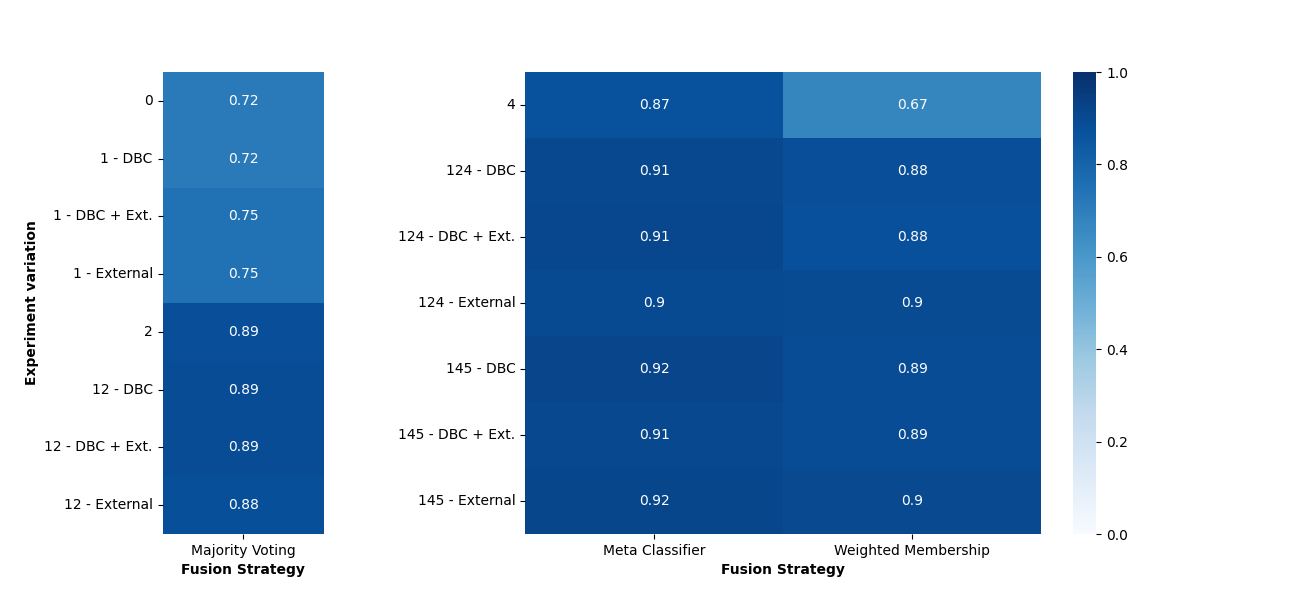 Experiment variation
0 0.72
1 - DBC 0.72
1 - DBC + Ext. 0.75
1 - External 0.75
2 0.89
12 - DBC 0.89
12 - DBC + Ext. 0.89
12 - External 0.88
Majority Voting
Fusion Strategy
4 0.87 0.67
124 - DBC 0.91 0.88
124 - DBC + Ext. 0.91 0.88
124 - External 0.9 0.9
145 - DBC 0.92 0.89
145 - DBC + Ext. 0.91 0.89
145 - External 0.92 0.9
Meta Classifier Weighted Membership
Fusion Strategy
1.0
0.8
0.6
0.4
0.2
0.0